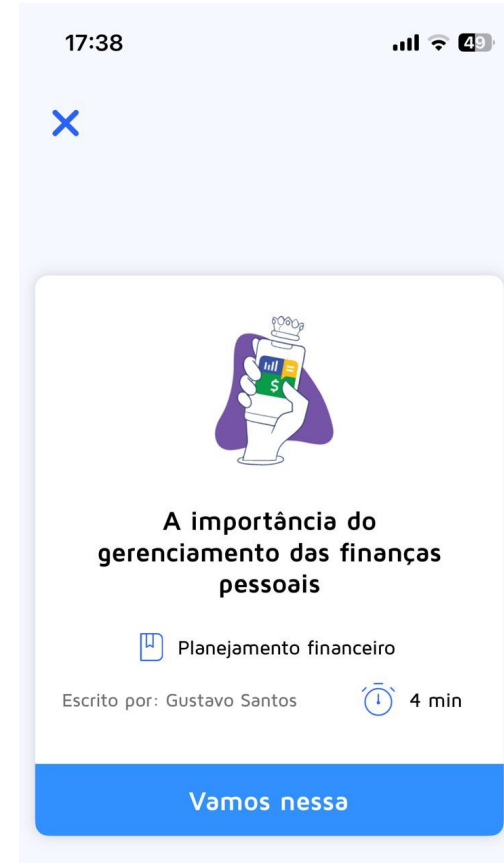 17:38
49
A importância do
gerenciamento das finanças
pessoais
Planejamento financeiro
Escrito por: Gustavo Santos
4 min
Vamos nessa